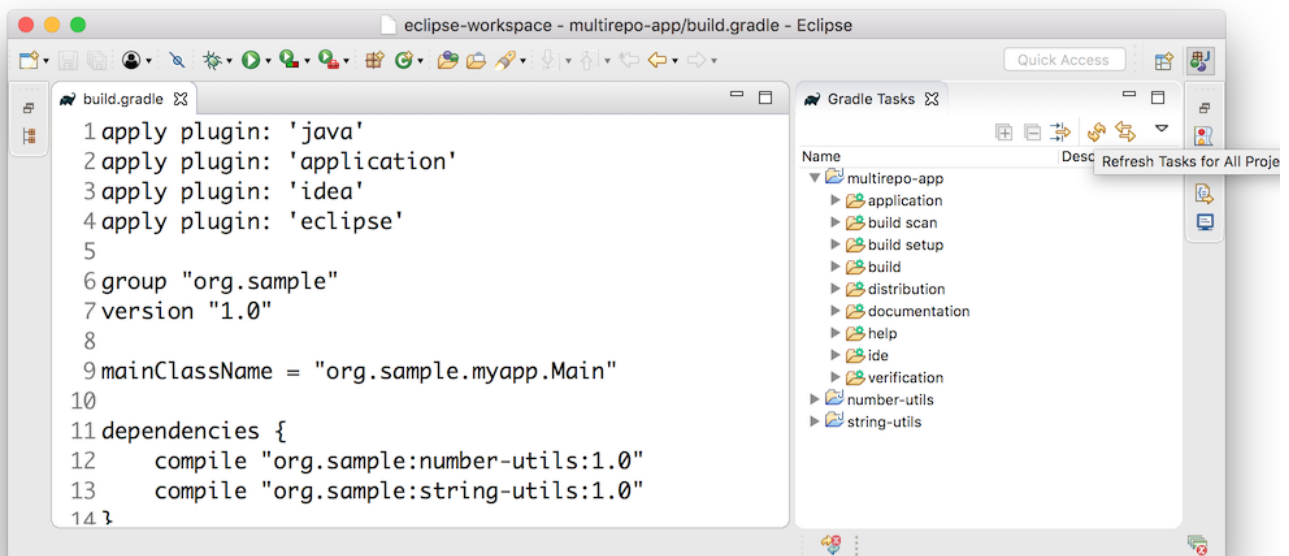 eclipse-workspace - multirepo-app/build.gradle - Eclipse
Quick Access
build.gradle
1 apply plugin: 'java'
2 apply plugin: 'application'
3 apply plugin: 'idea'
4 apply plugin: 'eclipse'
5
6 group "org.sample"
7 version "1.0"
8
9 mainClassName = "org.sample.myapp.Main"
10
11 dependencies {
12 compile "org.sample:number-utils:1.0"
13 compile "org.sample:string-utils:1.0"
14 }
Gradle Tasks
Name Desc
Refresh Tasks for All Proje
multirepo-app
application
build scan
build setup
build
distribution
documentation
help
ide
verification
number-utils
string-utils